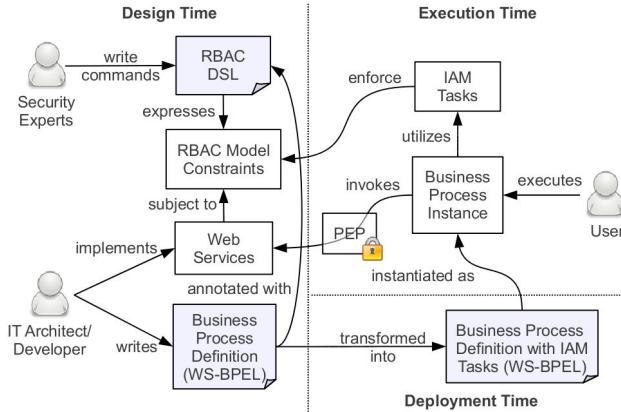 Design Time
Execution Time
write
commands
RBAC
DSL
Security
Experts
expresses
enforce
IAM
Tasks
utilizes
RBAC Model
Constraints
subject to
invokes
Business
Process
Instance
executes
User
PEP
implements
Web
Services
annotated with
instantiated as
IT Architect/
Developer
writes
Business
Process
Definition
(WS-BPEL)
transformed
into
Business Process
Definition with IAM
Tasks (WS-BPEL)
Deployment Time